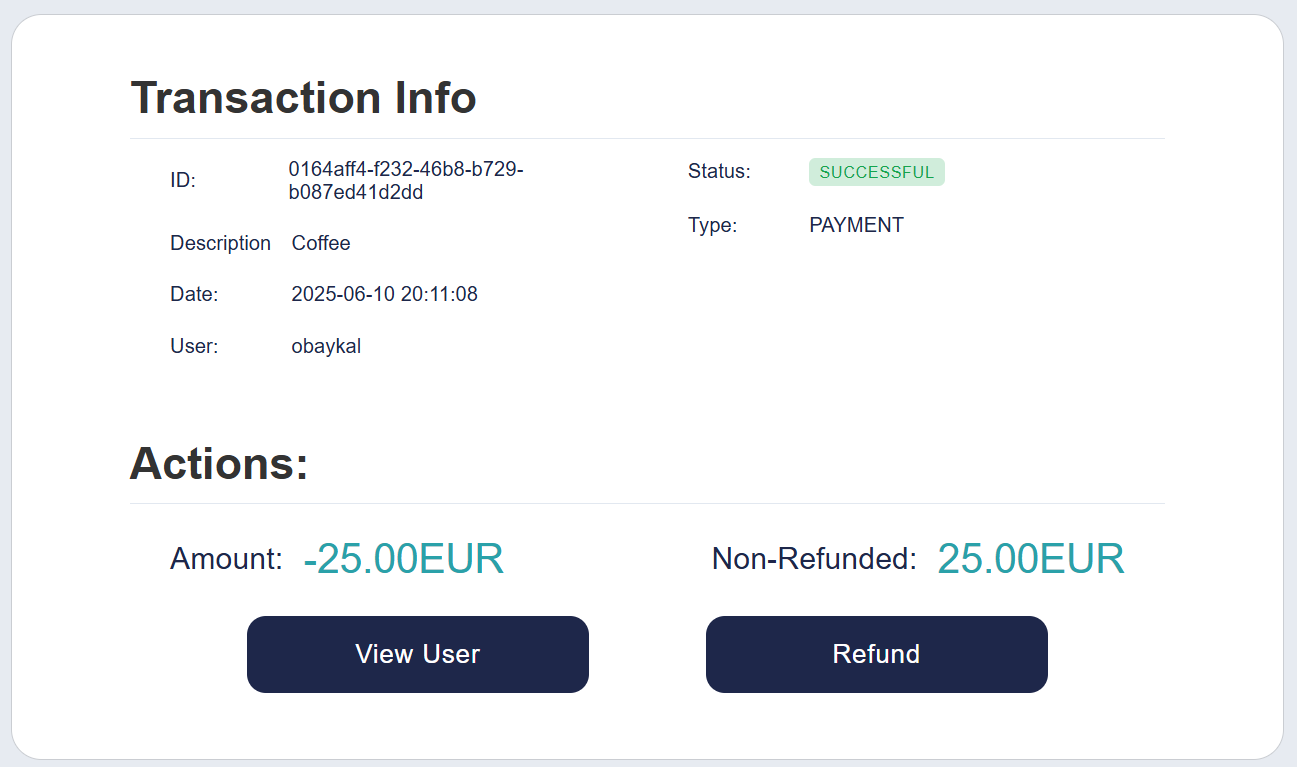 Transaction Info
ID: 0164aff4-f232-46b8-b729-
b087ed41d2dd
Description Coffee
Date: 2025-06-10 20:11:08
User: obaykal
Status: SUCCESSFUL
Type: PAYMENT
Actions:
Amount: -25.00EUR
Non-Refunded: 25.00EUR
View User
Refund